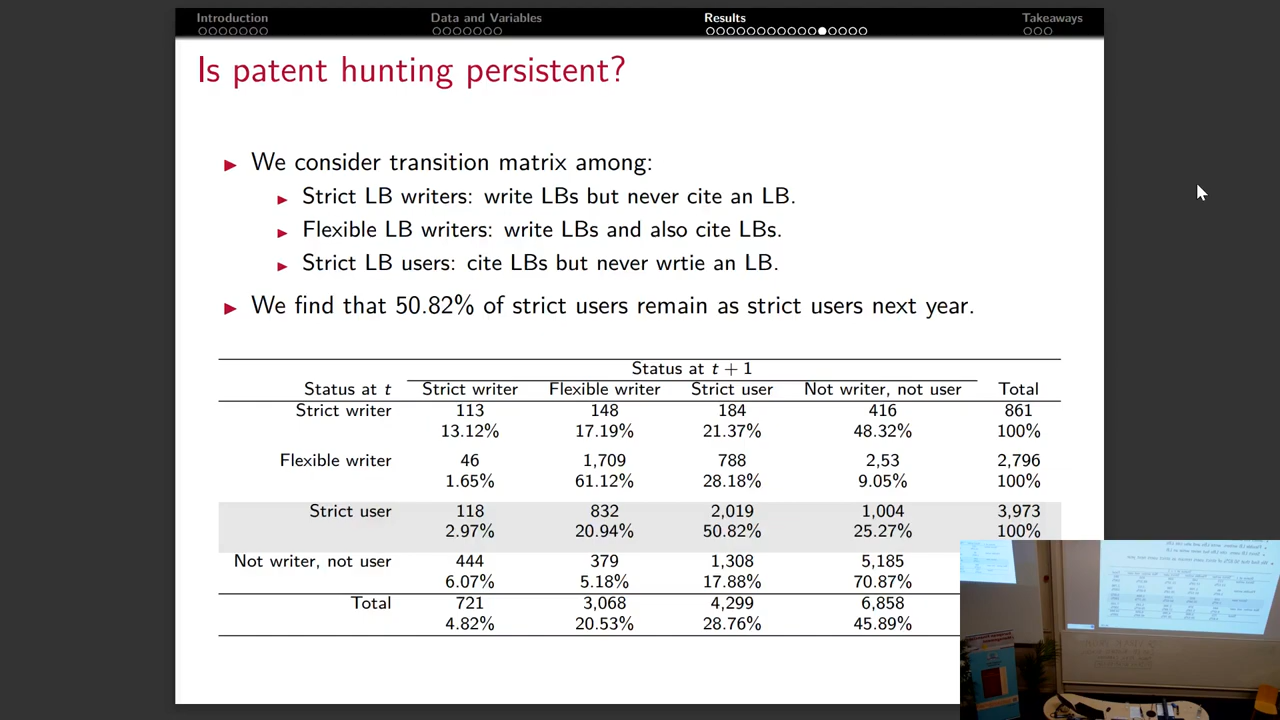 Introduction Data and Variables Results Takeaways
Is patent hunting persistent?
We consider transition matrix among:
Strict LB writers: write LBs but never cite an LB.
Flexible LB writers: write LBs and also cite LBs.
Strict LB users: cite LBs but never wrtie an LB.
We find that 50.82% of strict users remain as strict users next year.
Status at t + 1
Status at t Strict writer Flexible writer Strict user Not writer, not user Total
Strict writer 113 148 184 416 861
13.12% 17.19% 21.37% 48.32% 100%
Flexible writer 46 1,709 788 2,53 2,796
1.65% 61.12% 28.18% 9.05% 100%
Strict user 118 832 2,019 1,004 3,973
2.97% 20.94% 50.82% 25.27% 100%
Not writer, not user 444 379 1,308 5,185
6.07% 5.18% 17.88% 70.87%
Total 721 3,068 4,299 6,858
4.82% 20.53% 28.76% 45.89%